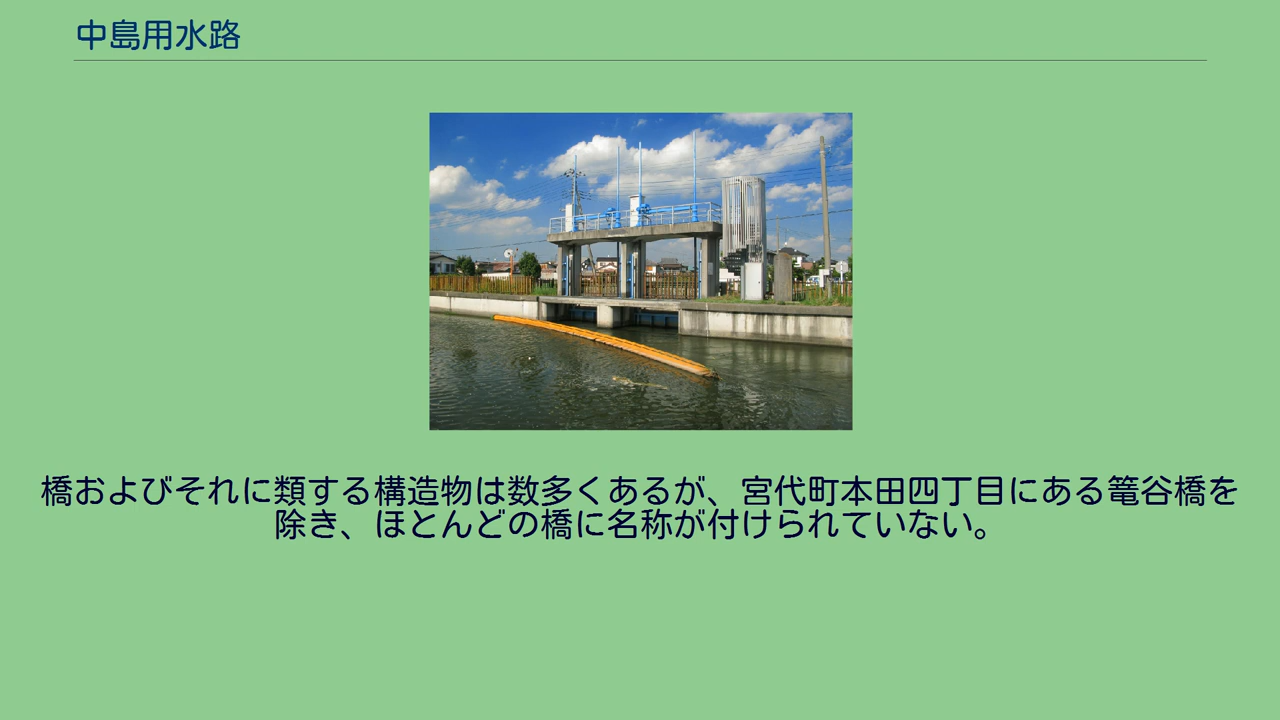 中島用水路
橋およびそれに類する構造物は数多くあるが、宮代町本田四丁目にある篭谷橋を
除き、ほとんどの橋に名称が付けられていない。